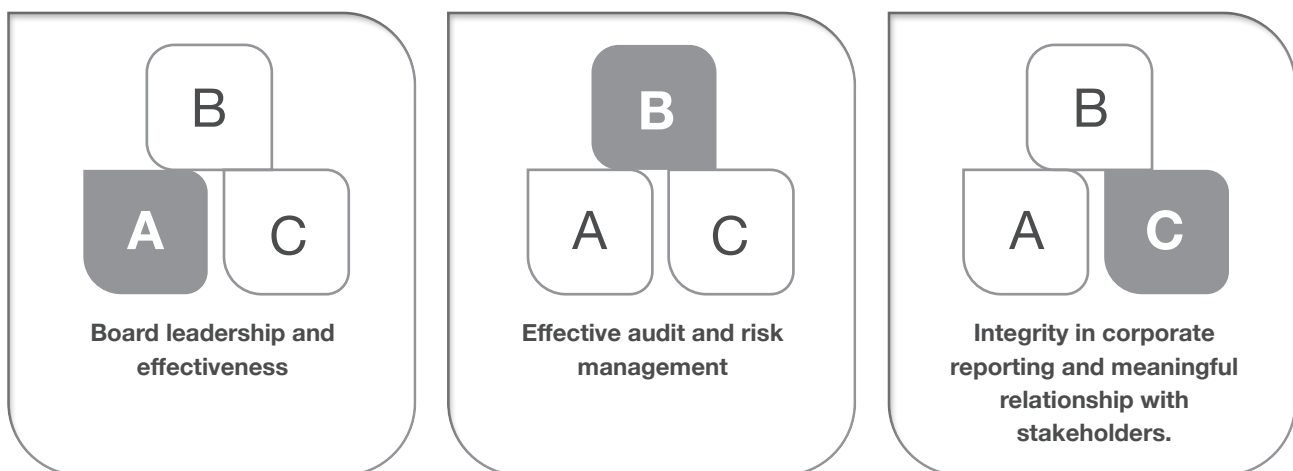 B
A
C
Board leadership and
effectiveness
B
A
C
Effective audit and risk
management
B
A
C
Integrity in corporate
reporting and meaningful
relationship with
stakeholders.